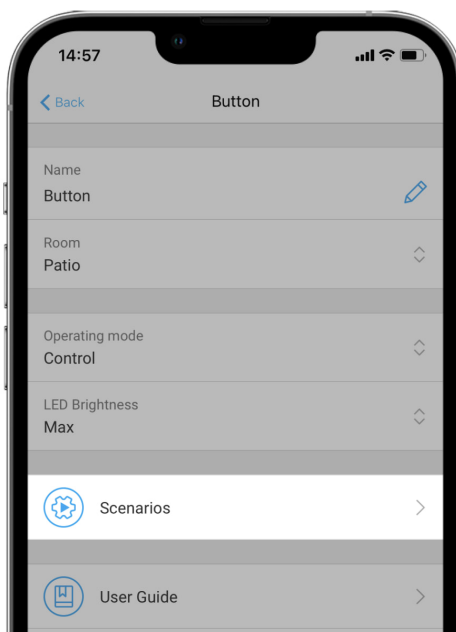 14:57
Back
Button
Name
Button
Room
Patio
Operating mode
Control
LED Brightness
Max
Scenarios
User Guide